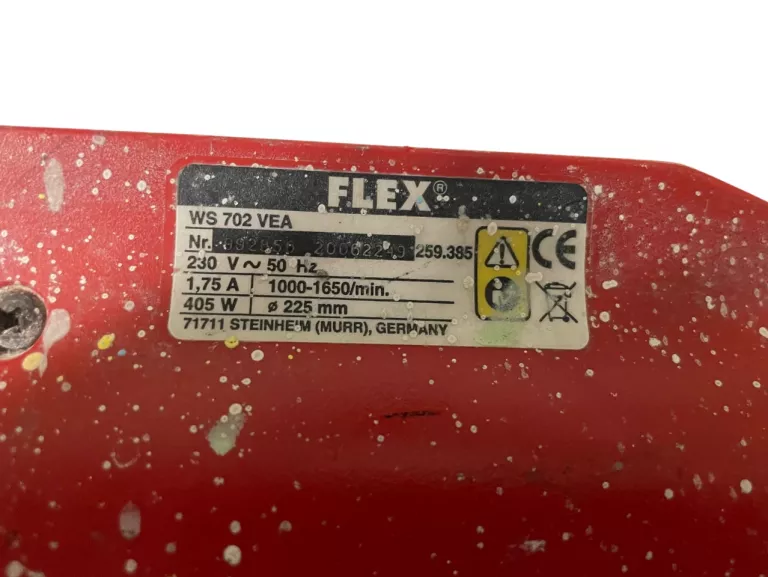 FLEX®
WS 702 VEA
Nr. 259.385
230 V ~ 50 Hz
1,75 A 1000-1650/min.
405 W ø 225 mm
71711 STEINHEIM (MURR), GERMANY
CE